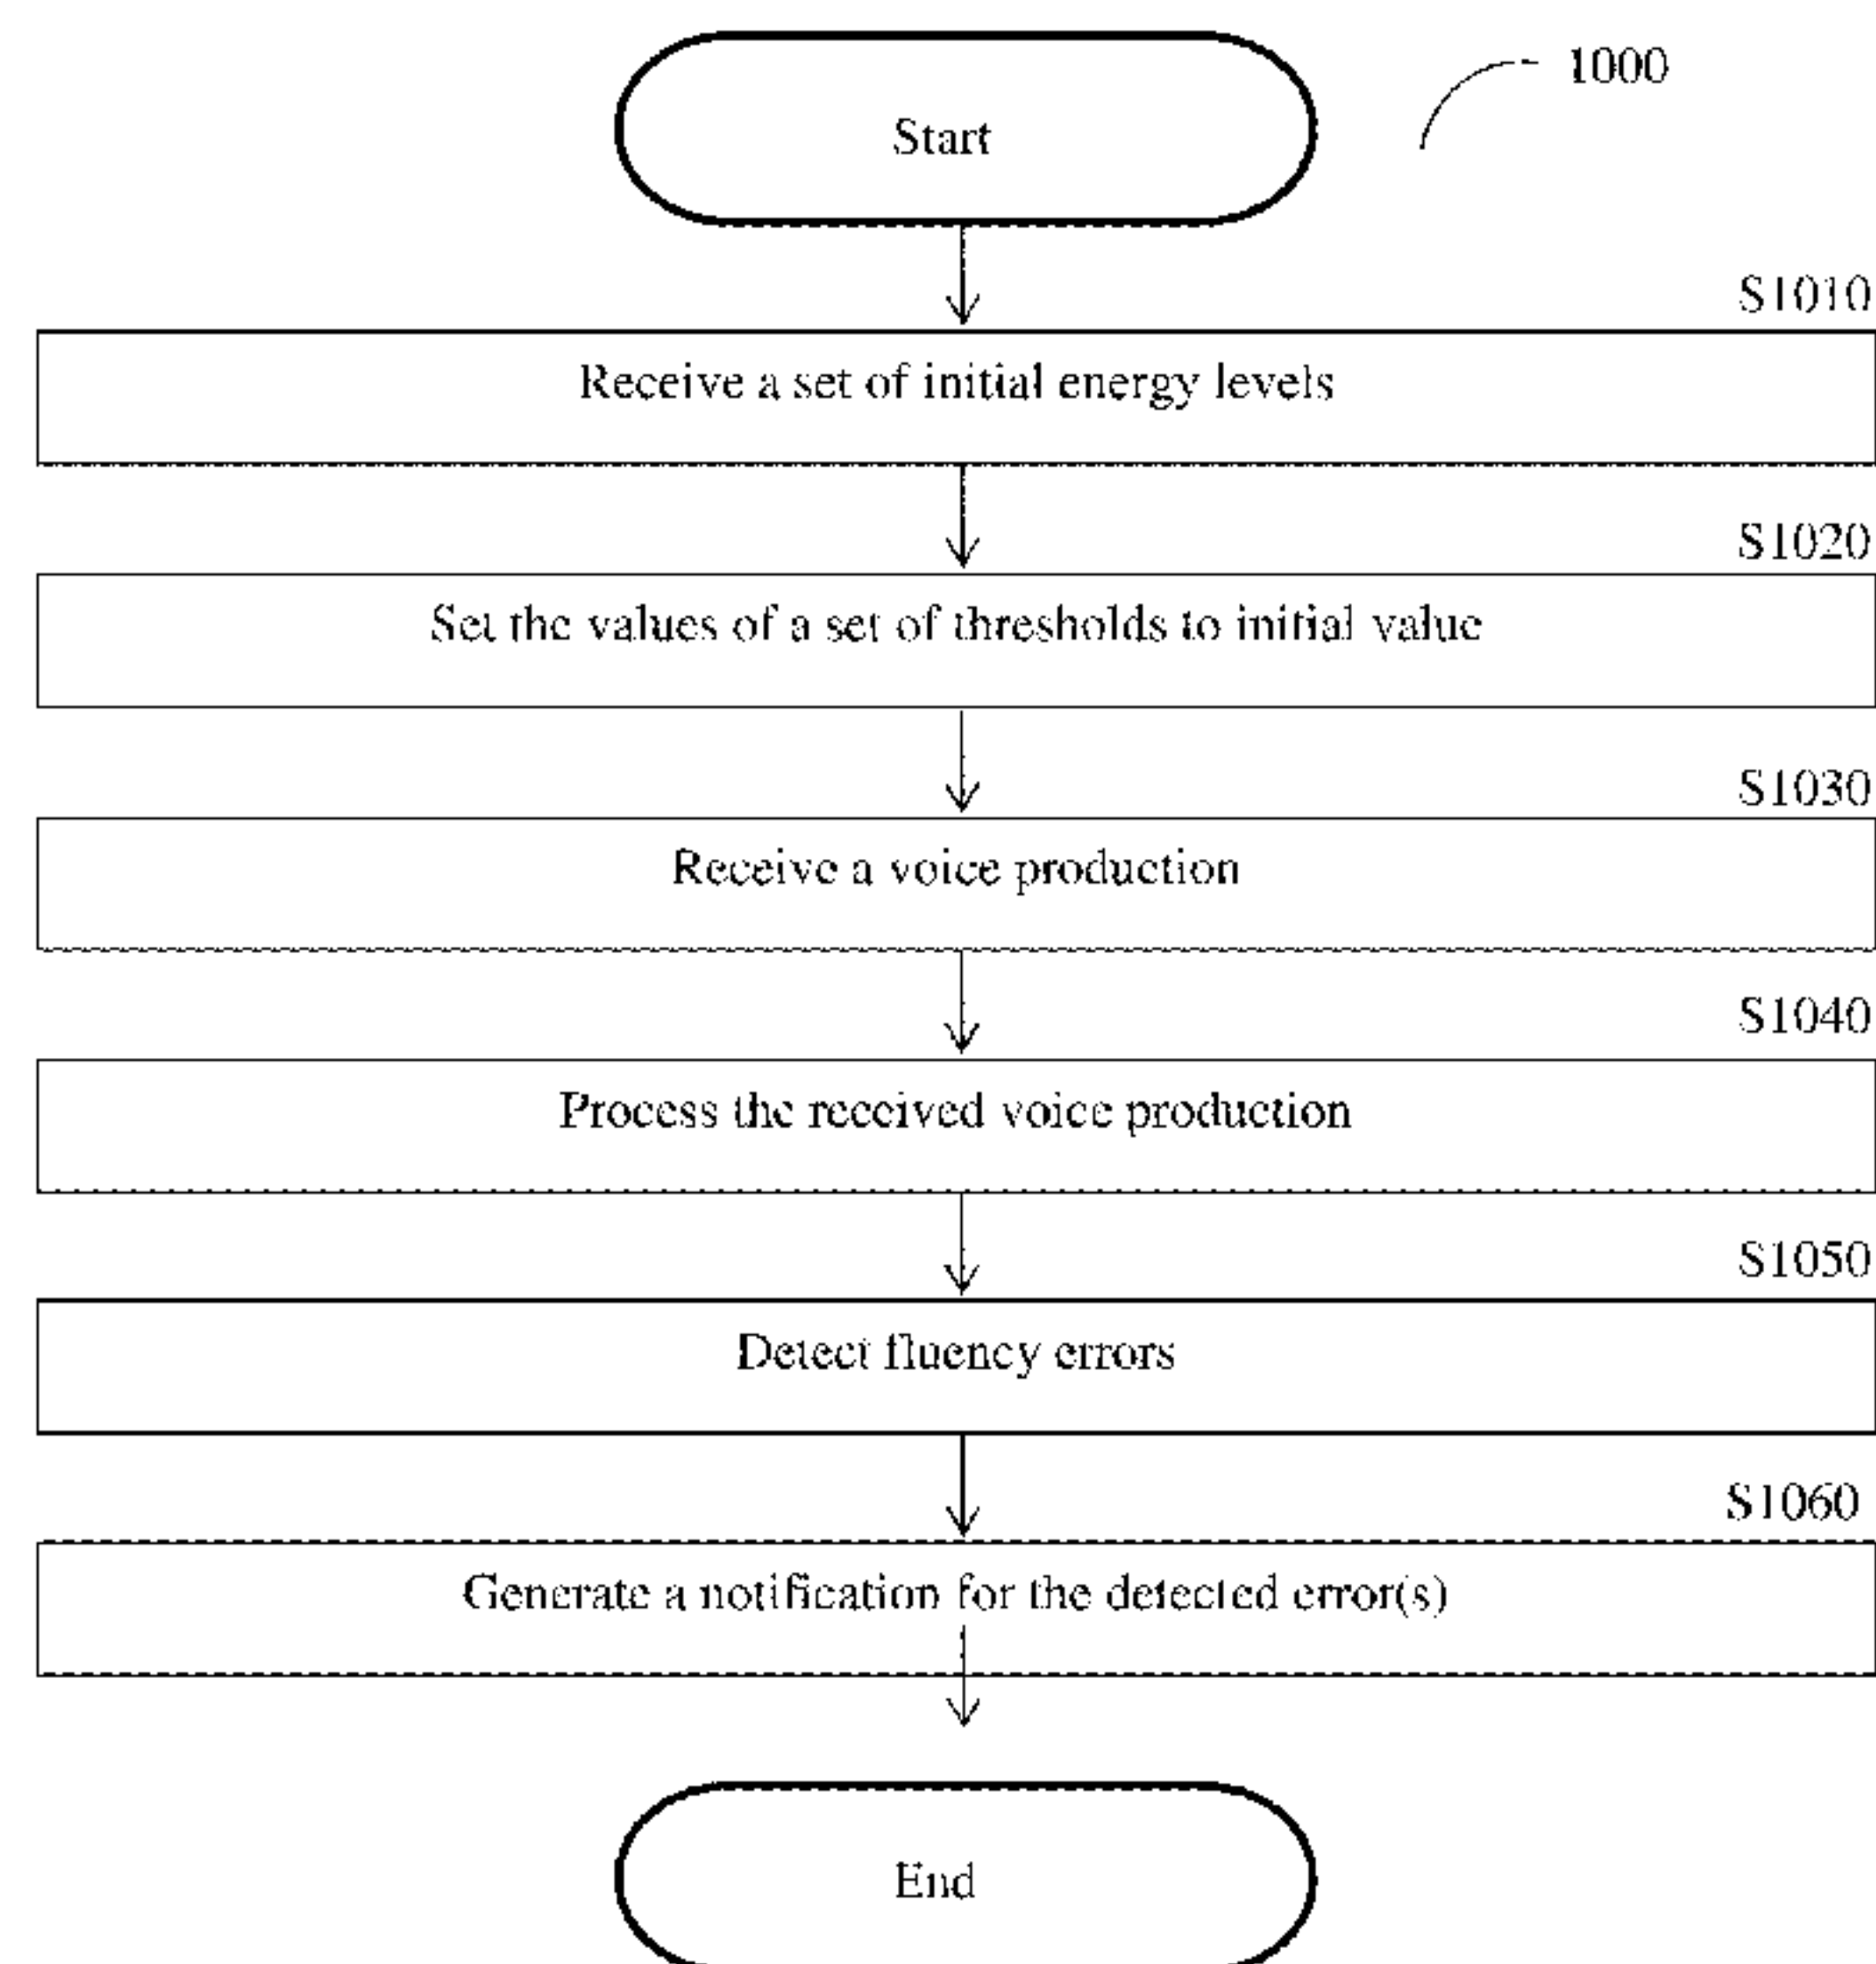 1000
Start
S1010
Receive a set of initial energy levels
S1020
Set the values of a set of thresholds to initial value
S1030
Receive a voice production
S1040
Process the received voice production
S1050
Detect fluency errors
S1060
Generate a notification for the detected error(s)
End